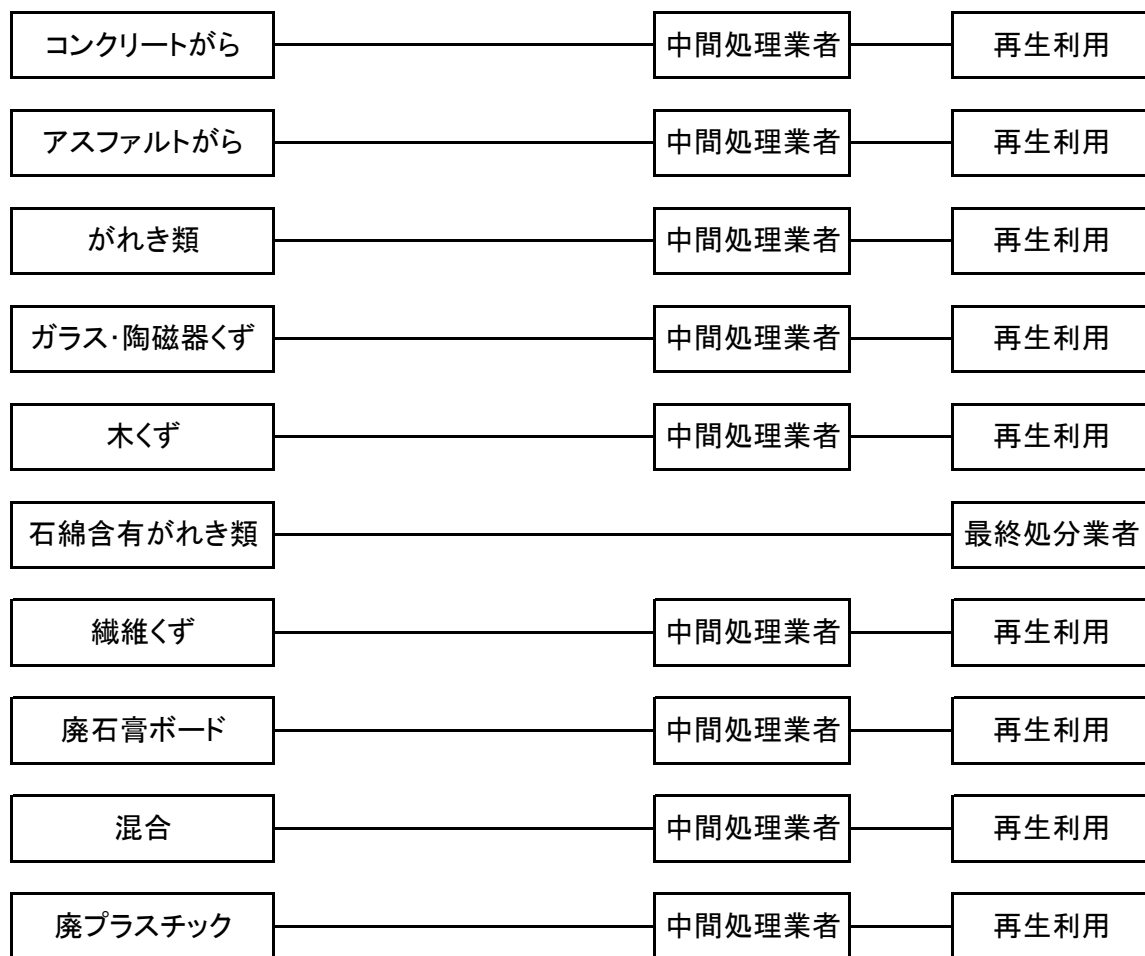 コンクリートがら 中間処理業者 再生利用
アスファルトがら 中間処理業者 再生利用
がれき類 中間処理業者 再生利用
ガラス・陶磁器くず 中間処理業者 再生利用
木くず 中間処理業者 再生利用
石綿含有がれき類 最終処分業者
繊維くず 中間処理業者 再生利用
廃石膏ボード 中間処理業者 再生利用
混合 中間処理業者 再生利用
廃プラスチック 中間処理業者 再生利用